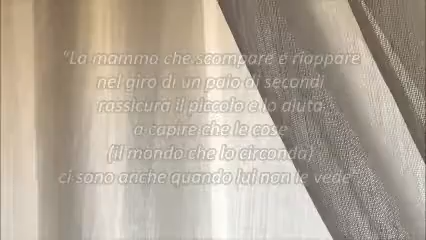 "La mamma che scompare e riappare
nel giro di un paio di secondi
rassicura il piccolo e lo aiuta
a capire che le cose
(il mondo che lo circonda)
ci sono anche quando lui non le vede"